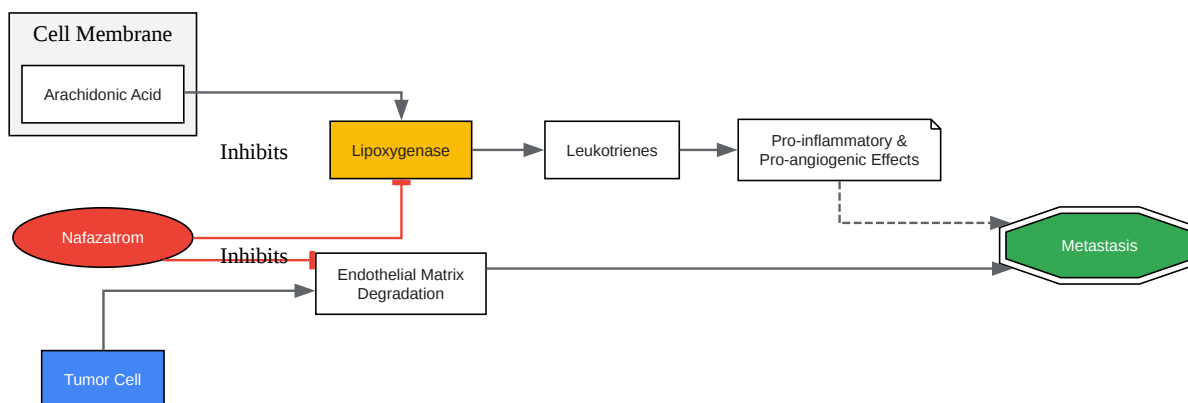 Cell Membrane
Arachidonic Acid
Inhibits
Lipoxygenase
Leukotrienes
Pro-inflammatory &
Pro-angiogenic Effects
Nafazatrom
Inhibits
Endothelial Matrix
Degradation
Metastasis
Tumor Cell